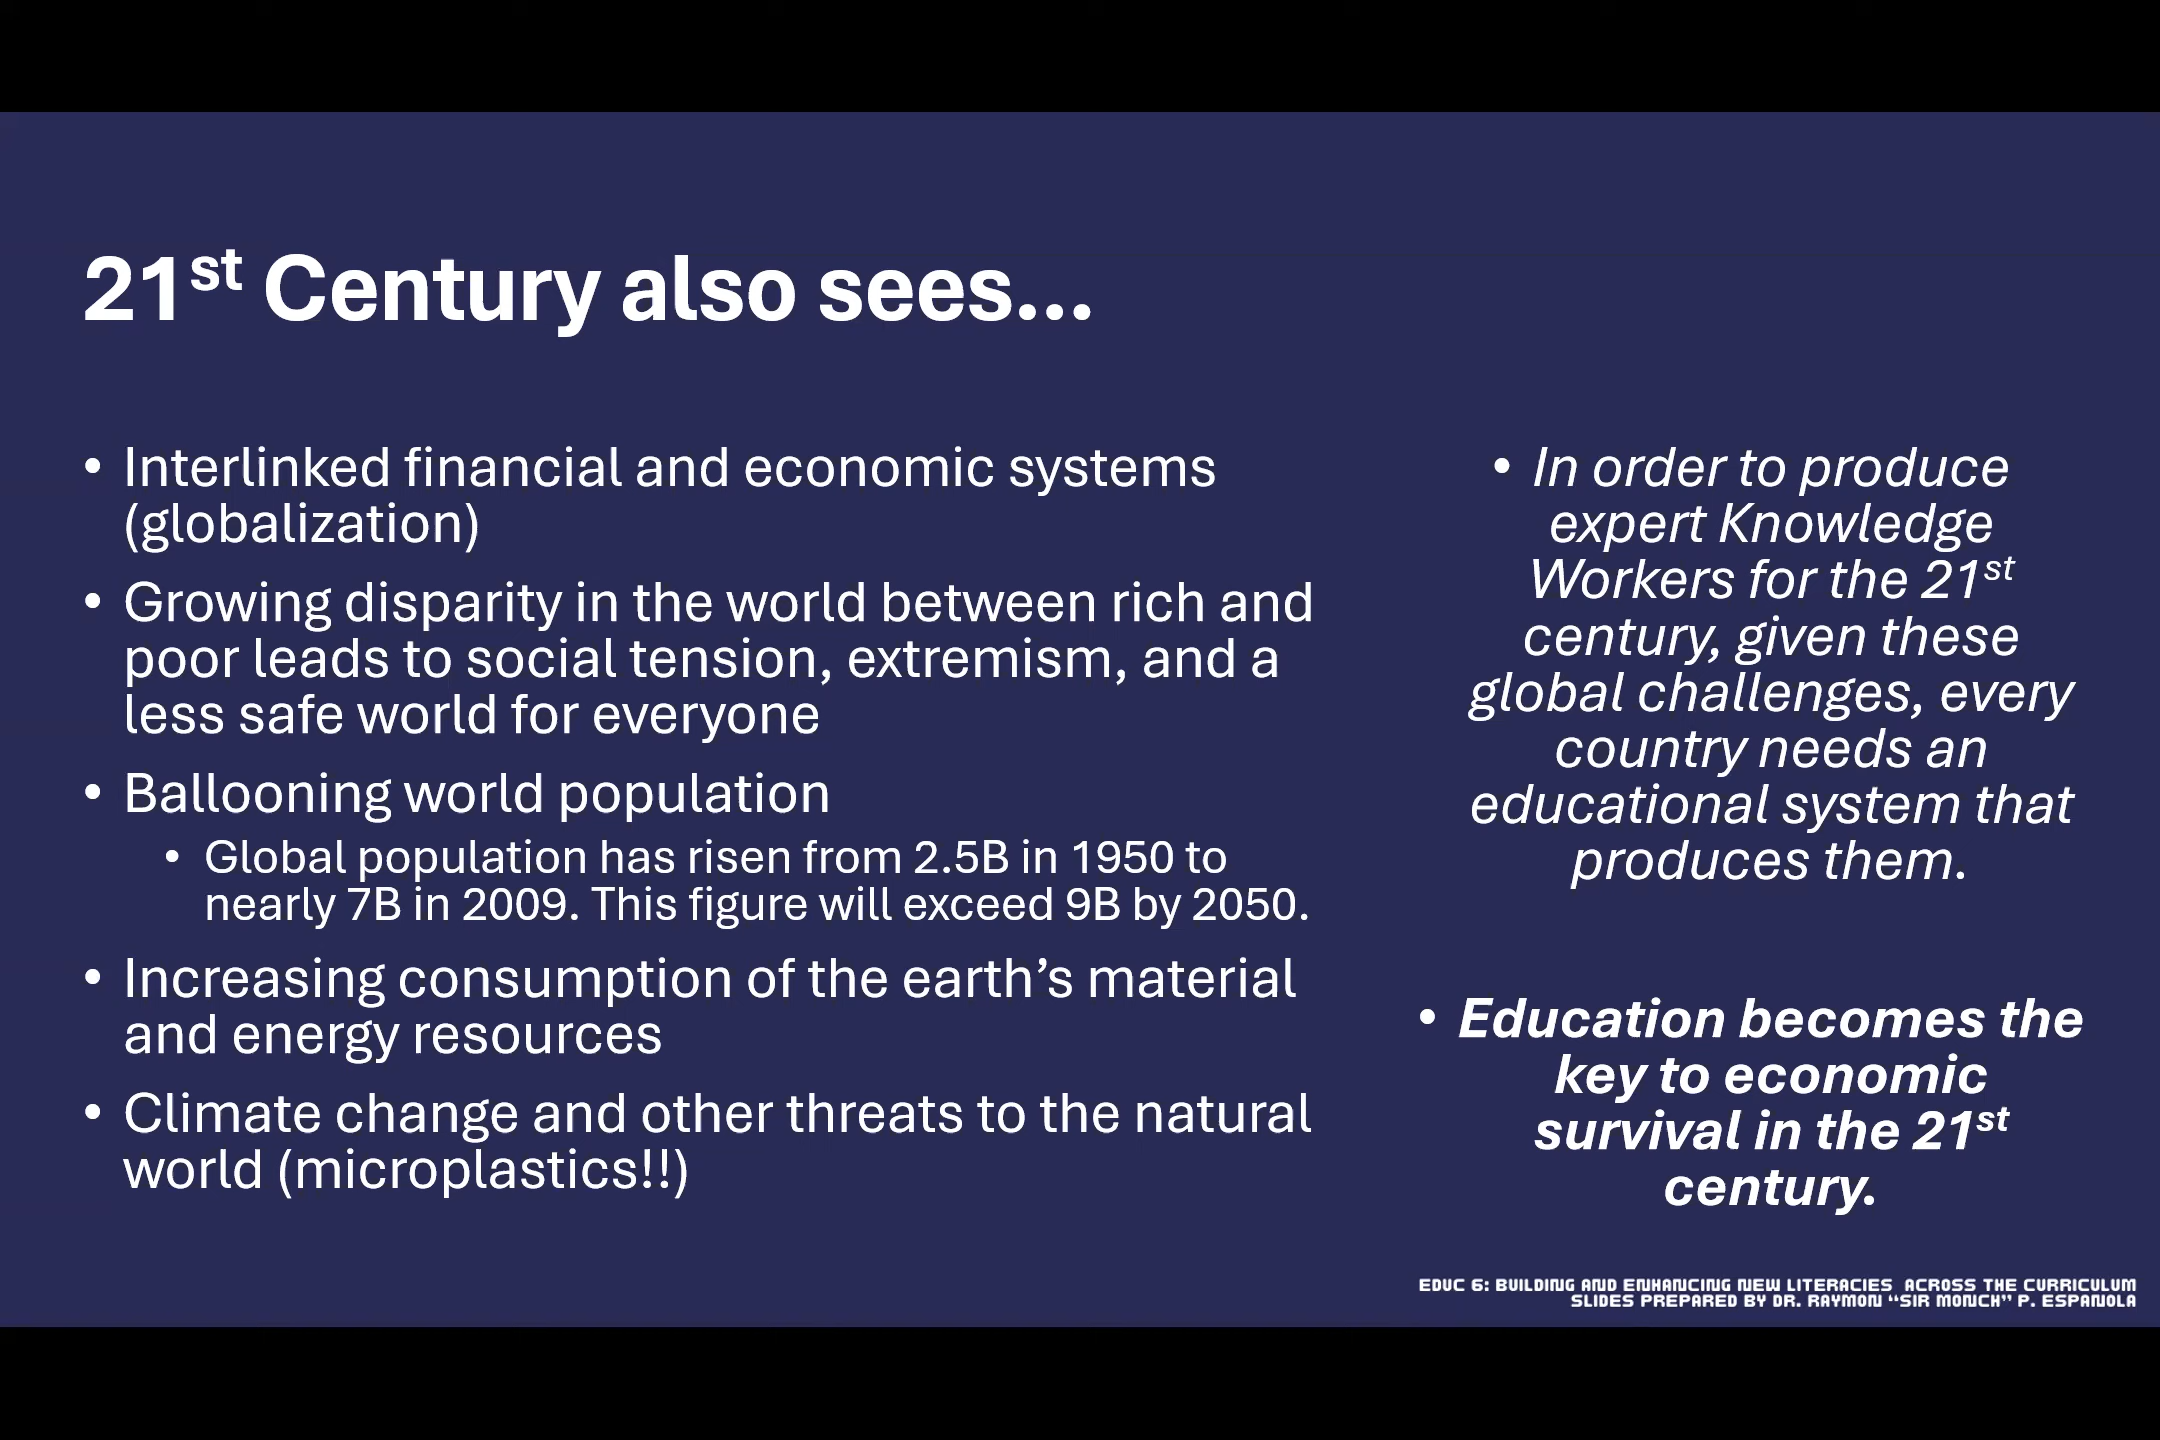 21st Century also sees...
• Interlinked financial and economic systems
(globalization)
• Growing disparity in the world between rich and
poor leads to social tension, extremism, and a
less safe world for everyone
• Ballooning world population
• Global population has risen from 2.5B in 1950 to
nearly 7B in 2009. This figure will exceed 9B by 2050.
• Increasing consumption of the earth’s material
and energy resources
• Climate change and other threats to the natural
world (microplastics!!)
• In order to produce
expert Knowledge
Workers for the 21st
century, given these
global challenges, every
country needs an
educational system that
produces them.
• Education becomes the
key to economic
survival in the 21st
century.
EDUC 6: BUILDING AND ENHANCING NEW LITERACIES ACROSS THE CURRICULUM
SLIDES PREPARED BY DR. RAYMON “SIR MONCH” P. ESPANOLA